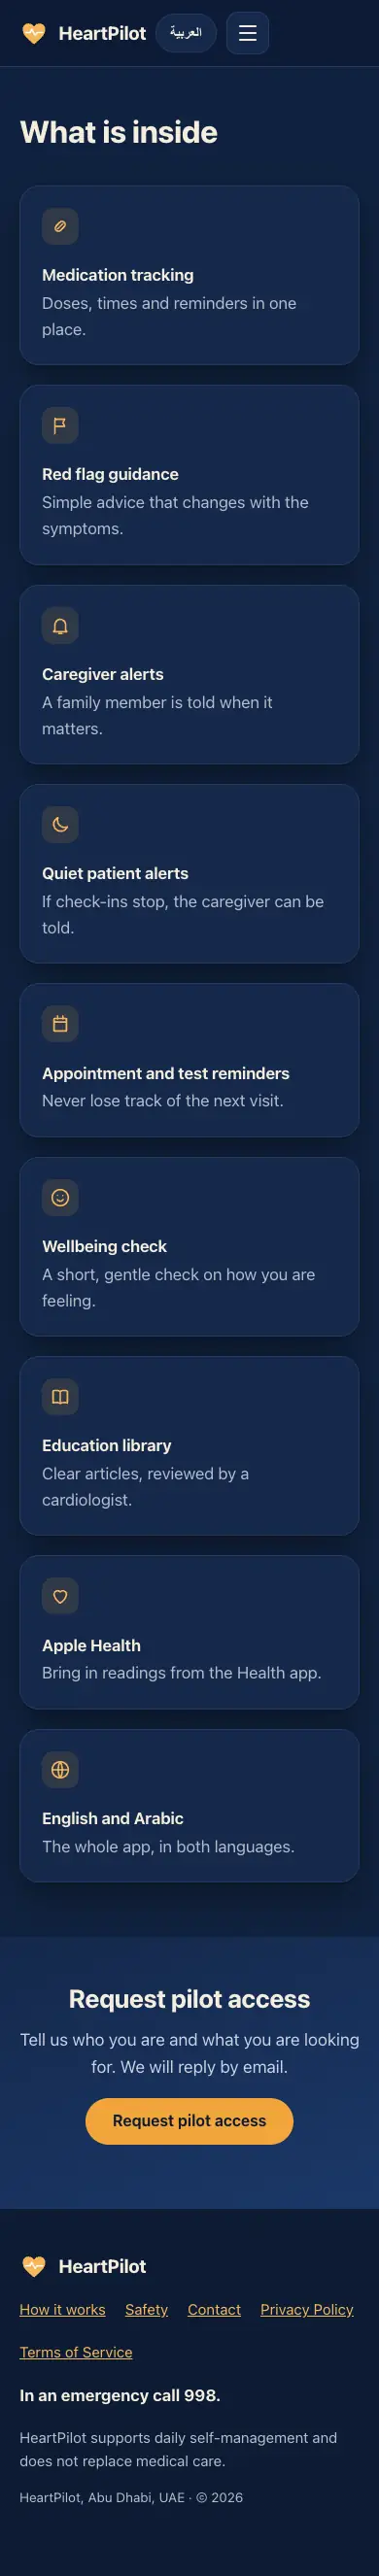 HeartPilot
العربية
What is inside
Medication tracking
Doses, times and reminders in one
place.
Red flag guidance
Simple advice that changes with the
symptoms.
Caregiver alerts
A family member is told when it
matters.
Quiet patient alerts
If check-ins stop, the caregiver can be
told.
Appointment and test reminders
Never lose track of the next visit.
Wellbeing check
A short, gentle check on how you are
feeling.
Education library
Clear articles, reviewed by a
cardiologist.
Apple Health
Bring in readings from the Health app.
English and Arabic
The whole app, in both languages.
Request pilot access
Tell us who you are and what you are looking
for. We will reply by email.
Request pilot access
HeartPilot
How it works Safety Contact Privacy Policy
Terms of Service
In an emergency call 998.
HeartPilot supports daily self-management and
does not replace medical care.
HeartPilot, Abu Dhabi, UAE · © 2026